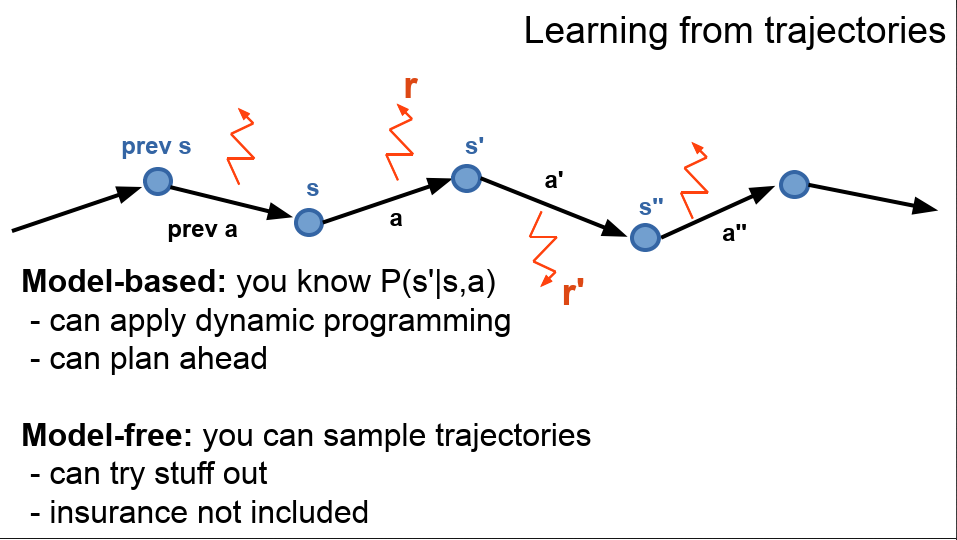 Learning from trajectories
r
prev s
s'
s
a'
s"
prev a
a
a"
r'
Model-based: you know P(s'|s,a)
- can apply dynamic programming
- can plan ahead
Model-free: you can sample trajectories
- can try stuff out
- insurance not included